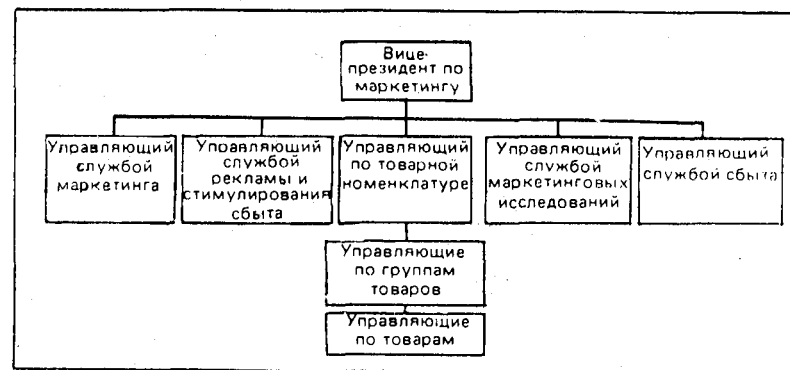 Вице-
президент по
маркетингу
Управляющий
службой
маркетинга
Управляющий
службой
рекламы и
стимулирования
сбыта
Управляющий
по товарной
номенклатуре
Управляющий
службой
маркетинговых
исследований
Управляющий
службой сбыта
Управляющие
по группам
товаров
Управляющие
по товарам